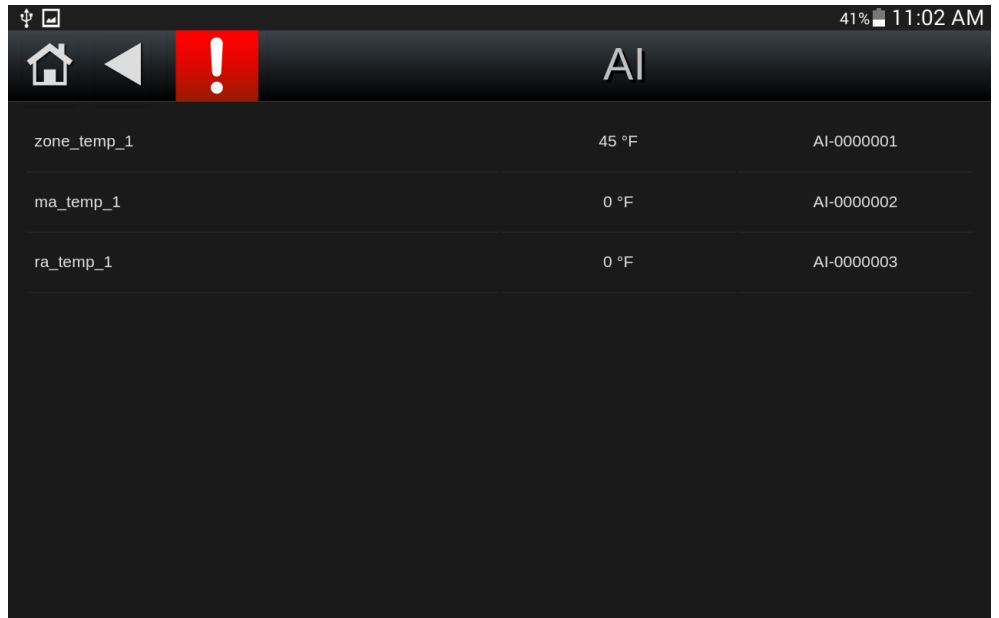 41% 11:02 AM
! AI
zone_temp_1 45 °F AI-0000001
ma_temp_1 0 °F AI-0000002
ra_temp_1 0 °F AI-0000003